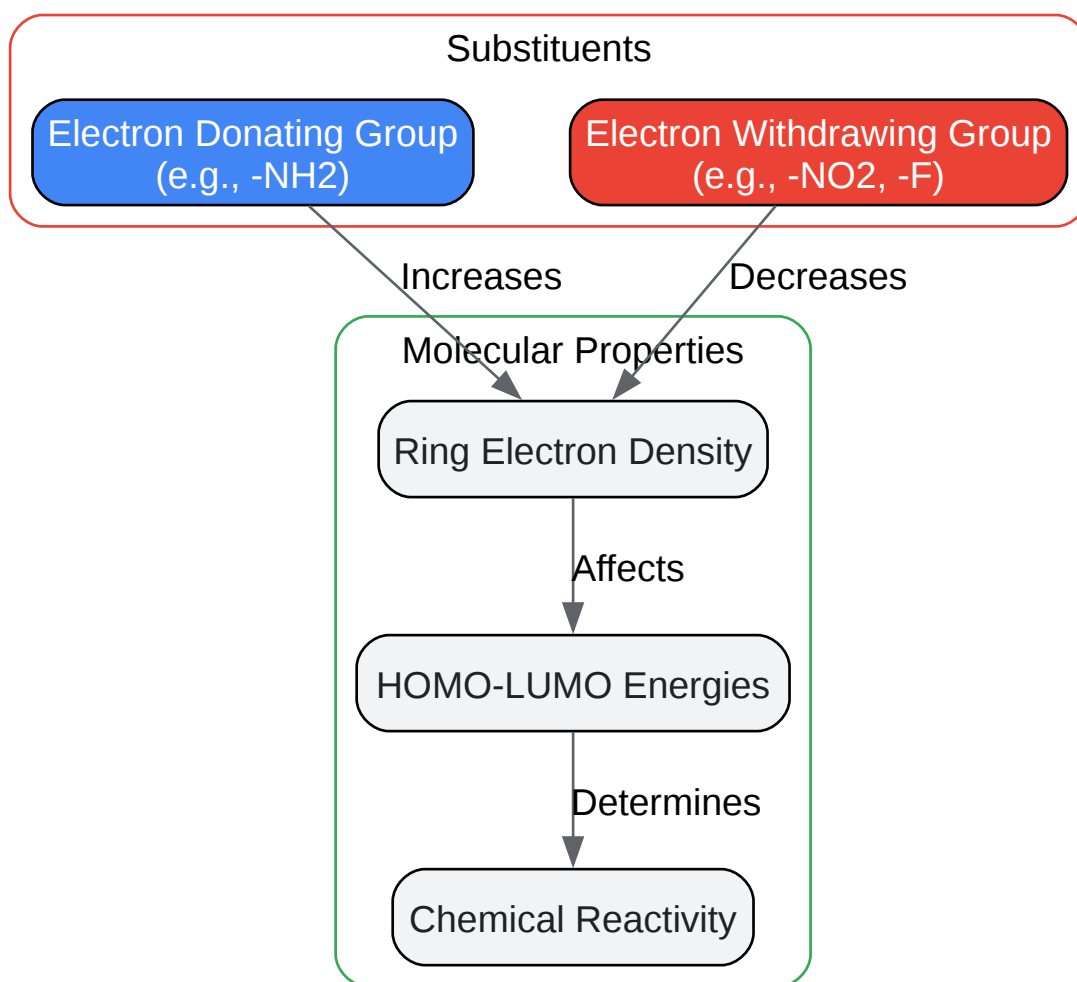 Substituents
Electron Donating Group
(e.g., -NH2)
Electron Withdrawing Group
(e.g., -NO2, -F)
Increases
Decreases
Molecular Properties
Ring Electron Density
Affects
HOMO-LUMO Energies
Determines
Chemical Reactivity